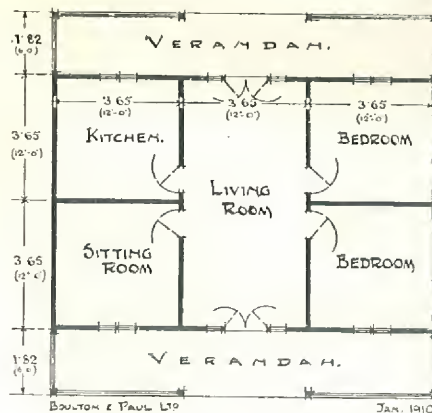 VERANDAH.
1·82
(6'0)
3·65 3·65 3·65
(12'·0") (12'·0") (12'·0")
3·65
(12'·0")
KITCHEN.
BEDROOM
LIVING
ROOM
3·65
(12'·0")
SITTING
ROOM
BEDROOM
1·82
(6'0)
VERANDAH.
BOULTON & PAUL LTD
JAN. 1910